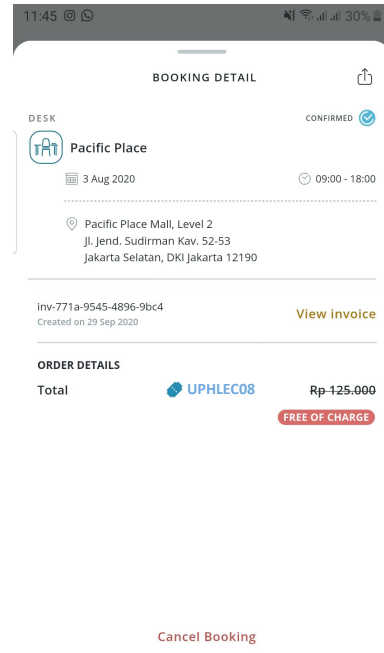 11:45 30%
BOOKING DETAIL
DESK CONFIRMED
Pacific Place
3 Aug 2020 09:00 - 18:00
Pacific Place Mall, Level 2
Jl. Jend. Sudirman Kav. 52-53
Jakarta Selatan, DKI Jakarta 12190
inv-771a-9545-4896-9bc4 View invoice
Created on 29 Sep 2020
ORDER DETAILS
Total UPHLEC08 Rp 125.000
FREE OF CHARGE
Cancel Booking